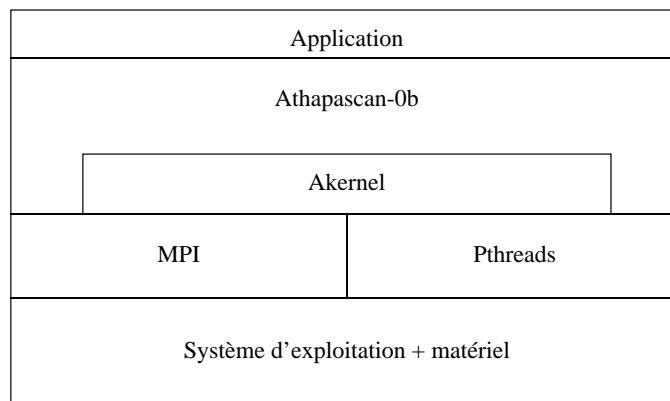 Application
Athapascan-0b
Akernel
MPI
Pthreads
Système d'exploitation + matériel